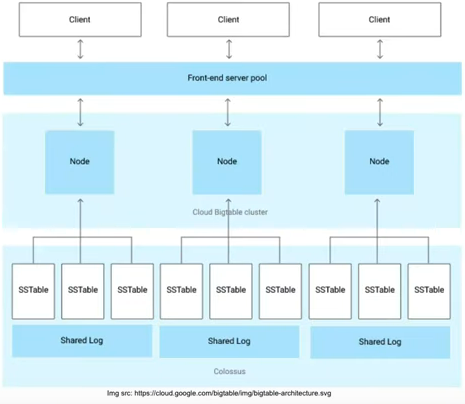 Client Client Client
Front-end server pool
Node Node Node
Cloud Bigtable cluster
SSTable SSTable SSTable SSTable SSTable SSTable SSTable SSTable SSTable
Shared Log Shared Log Shared Log
Colossus
Img src: https://cloud.google.com/bigtable/img/bigtable-architecture.svg